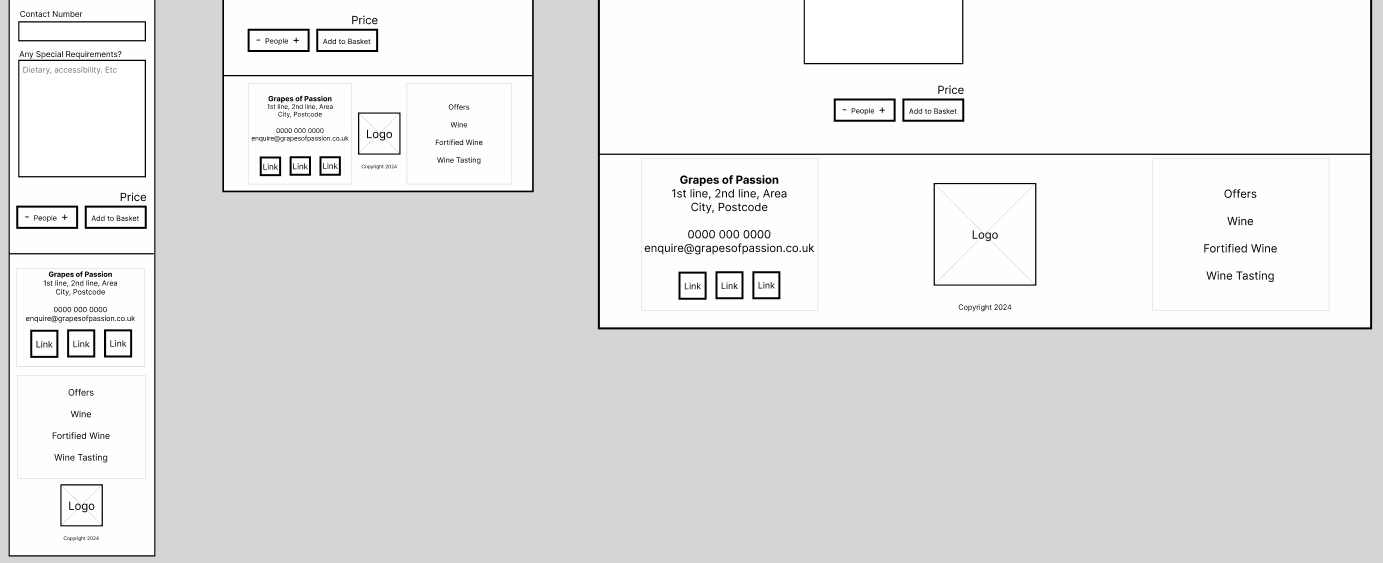 Contact Number
Any Special Requirements?
Dietary, accessibility. Etc
Price
- People +
Add to Basket
Grapes of Passion
1st line, 2nd line, Area
City, Postcode
0000 000 0000
enquire@grapesofpassion.co.uk
Link Link Link
Offers
Wine
Fortified Wine
Wine Tasting
Logo
Copyright 2024
Price
- People +
Add to Basket
Grapes of Passion
1st line, 2nd line, Area
City, Postcode
0000 000 0000
enquire@grapesofpassion.co.uk
Link Link Link
Logo
Copyright 2024
Offers
Wine
Fortified Wine
Wine Tasting
Price
- People +
Add to Basket
Grapes of Passion
1st line, 2nd line, Area
City, Postcode
0000 000 0000
enquire@grapesofpassion.co.uk
Link Link Link
Logo
Copyright 2024
Offers
Wine
Fortified Wine
Wine Tasting